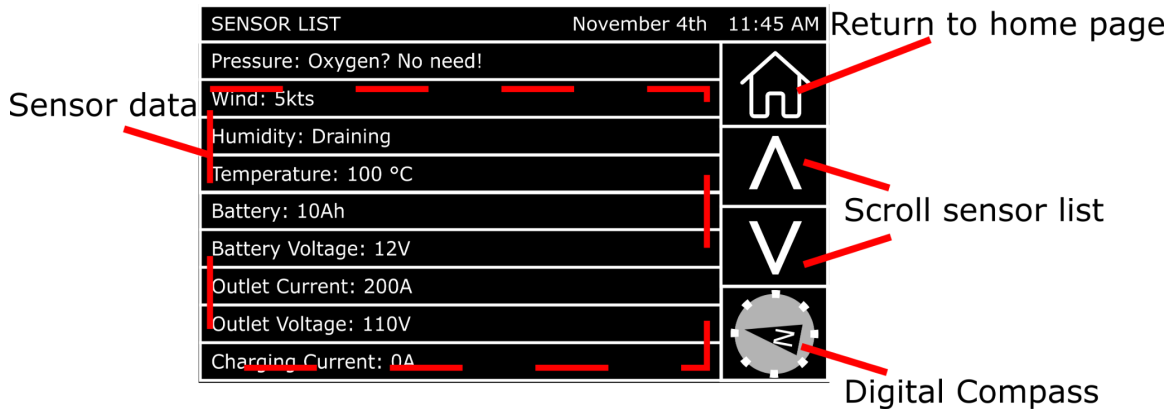 SENSOR LIST November 4th 11:45 AM
Return to home page
Pressure: Oxygen? No need!
Sensor data
Wind: 5kts
Humidity: Draining
Temperature: 100 °C
Battery: 10Ah
Scroll sensor list
Battery Voltage: 12V
Outlet Current: 200A
Outlet Voltage: 110V
N
Charging Current: 0A
Digital Compass